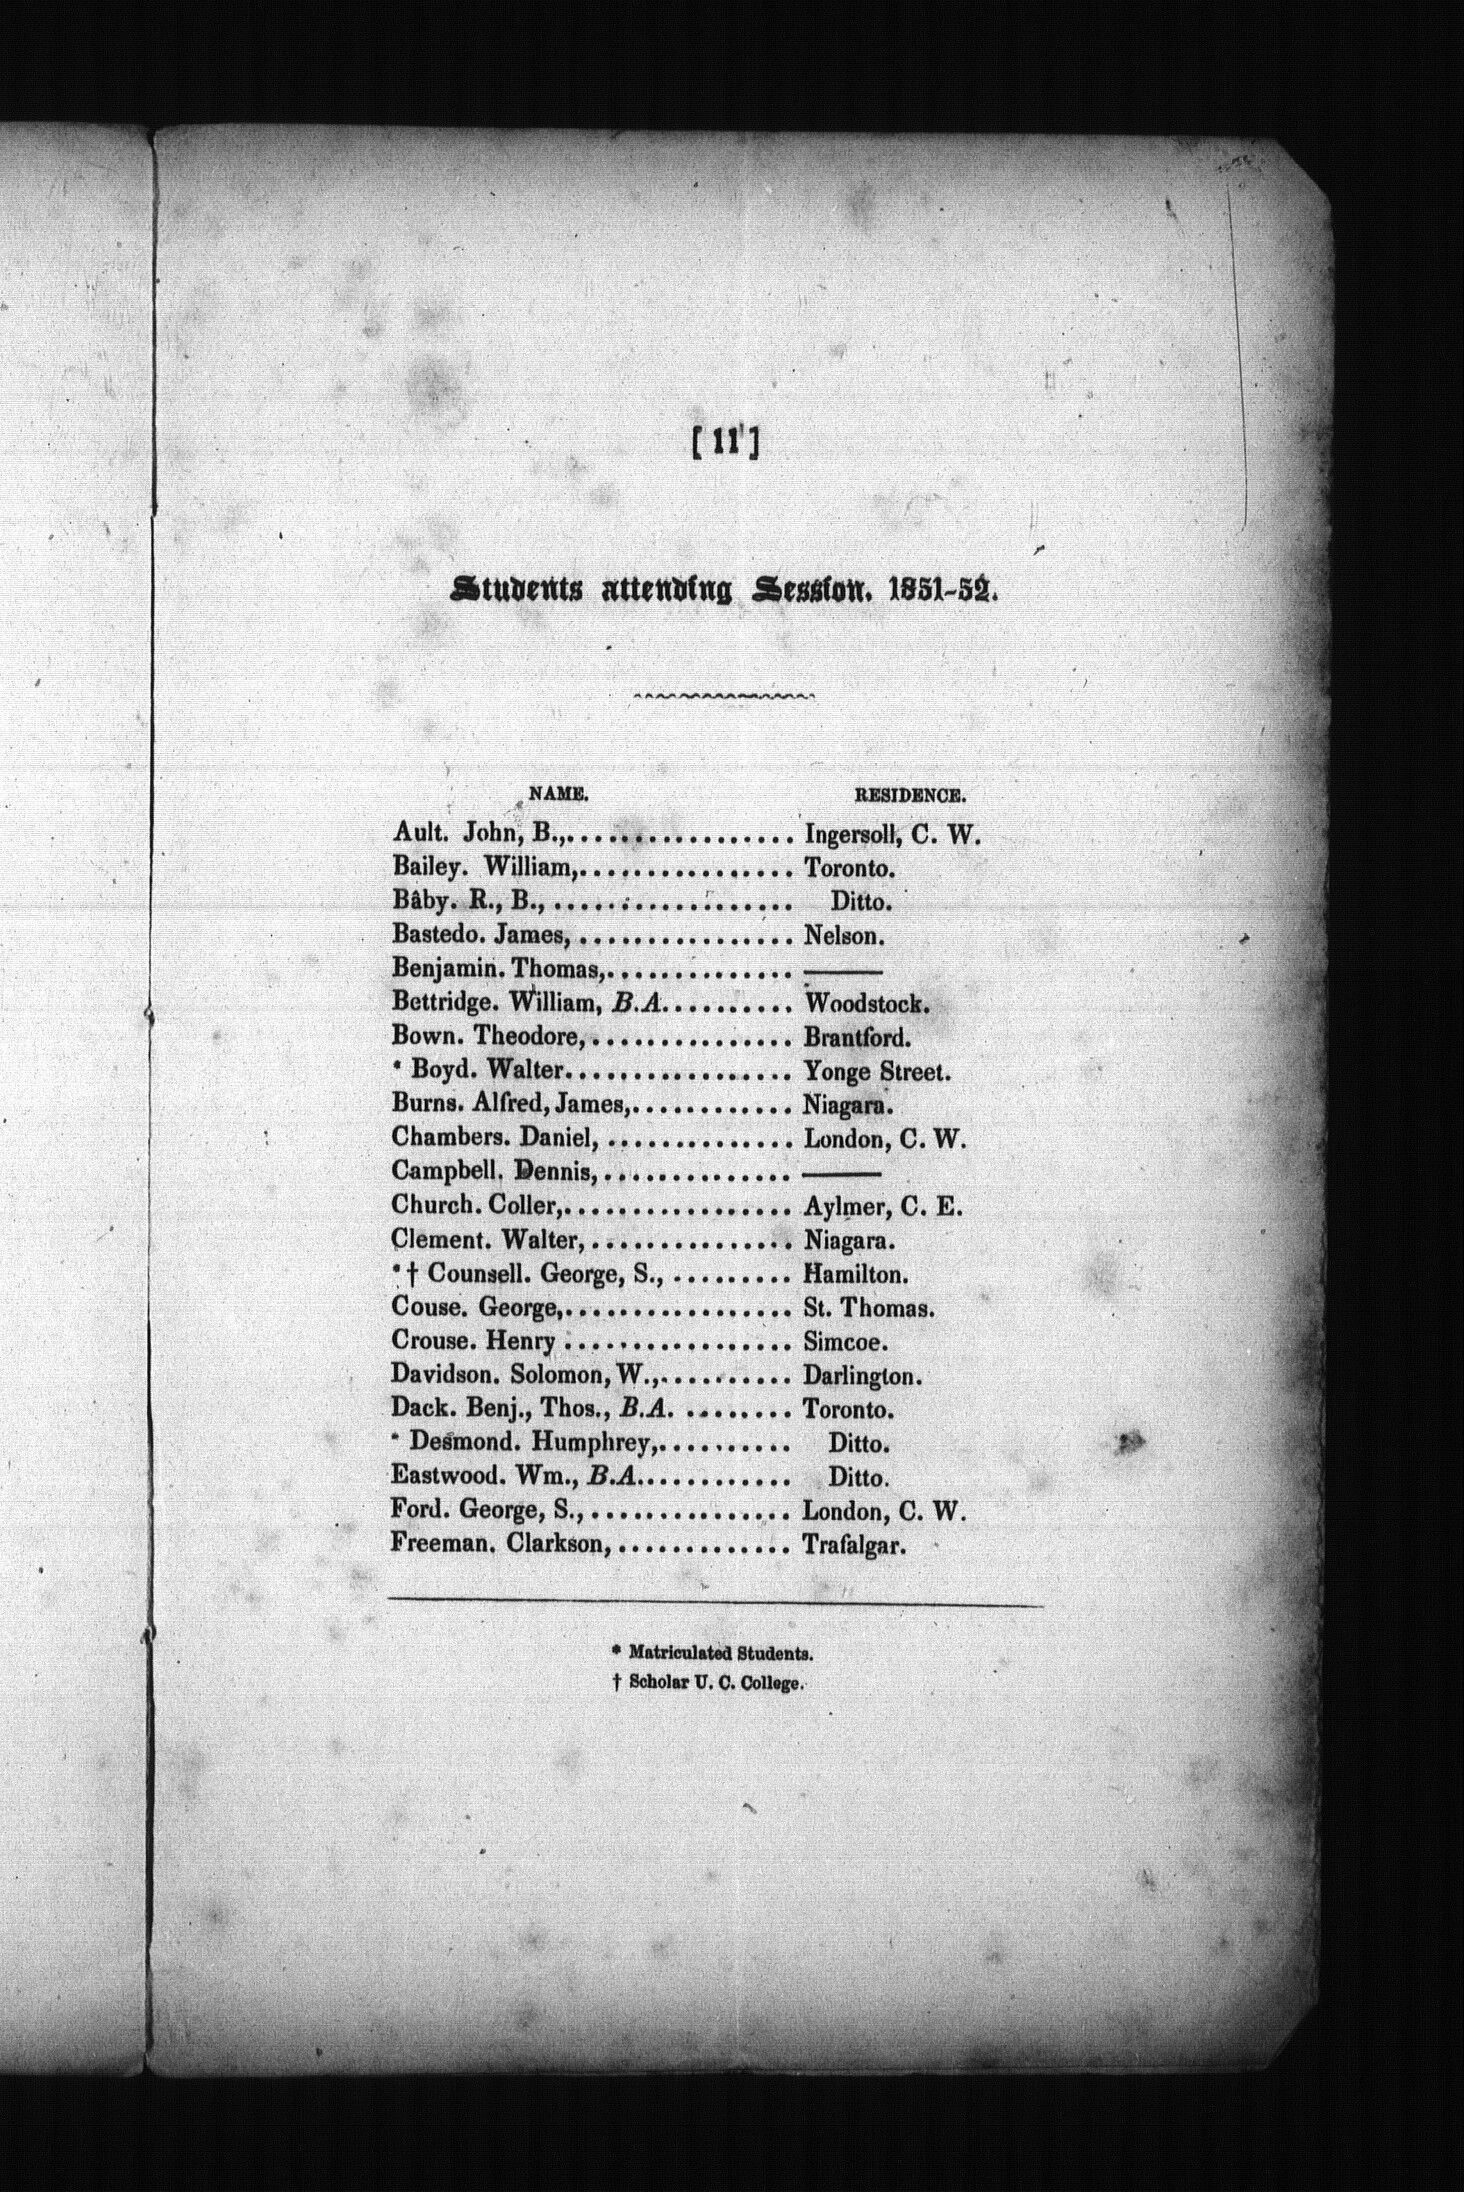 [ 11 ]
Students attending Session. 1851-52.
NAME. RESIDENCE.
Ault. John, B.,................. Ingersoll, C. W.
Bailey. William,................ Toronto.
Bâby. R., B., .................. Ditto.
Bastedo. James, ................ Nelson.
Benjamin. Thomas,.............. ———
Bettridge. William, B.A.......... Woodstock.
Bown. Theodore, ............... Brantford.
* Boyd. Walter................. Yonge Street.
Burns. Alfred, James,............ Niagara.
Chambers. Daniel, .............. London, C. W.
Campbell. Dennis, .............. ———
Church. Coller,................. Aylmer, C. E.
Clement. Walter, ............... Niagara.
* † Counsell. George, S., ......... Hamilton.
Couse. George,................. St. Thomas.
Crouse. Henry ................. Simcoe.
Davidson. Solomon, W.,.......... Darlington.
Dack. Benj., Thos., B.A. ........ Toronto.
* Desmond. Humphrey,.......... Ditto.
Eastwood. Wm., B.A............ Ditto.
Ford. George, S., ............... London, C. W.
Freeman. Clarkson, ............. Trafalgar.
* Matriculated Students.
† Scholar U. C. College.